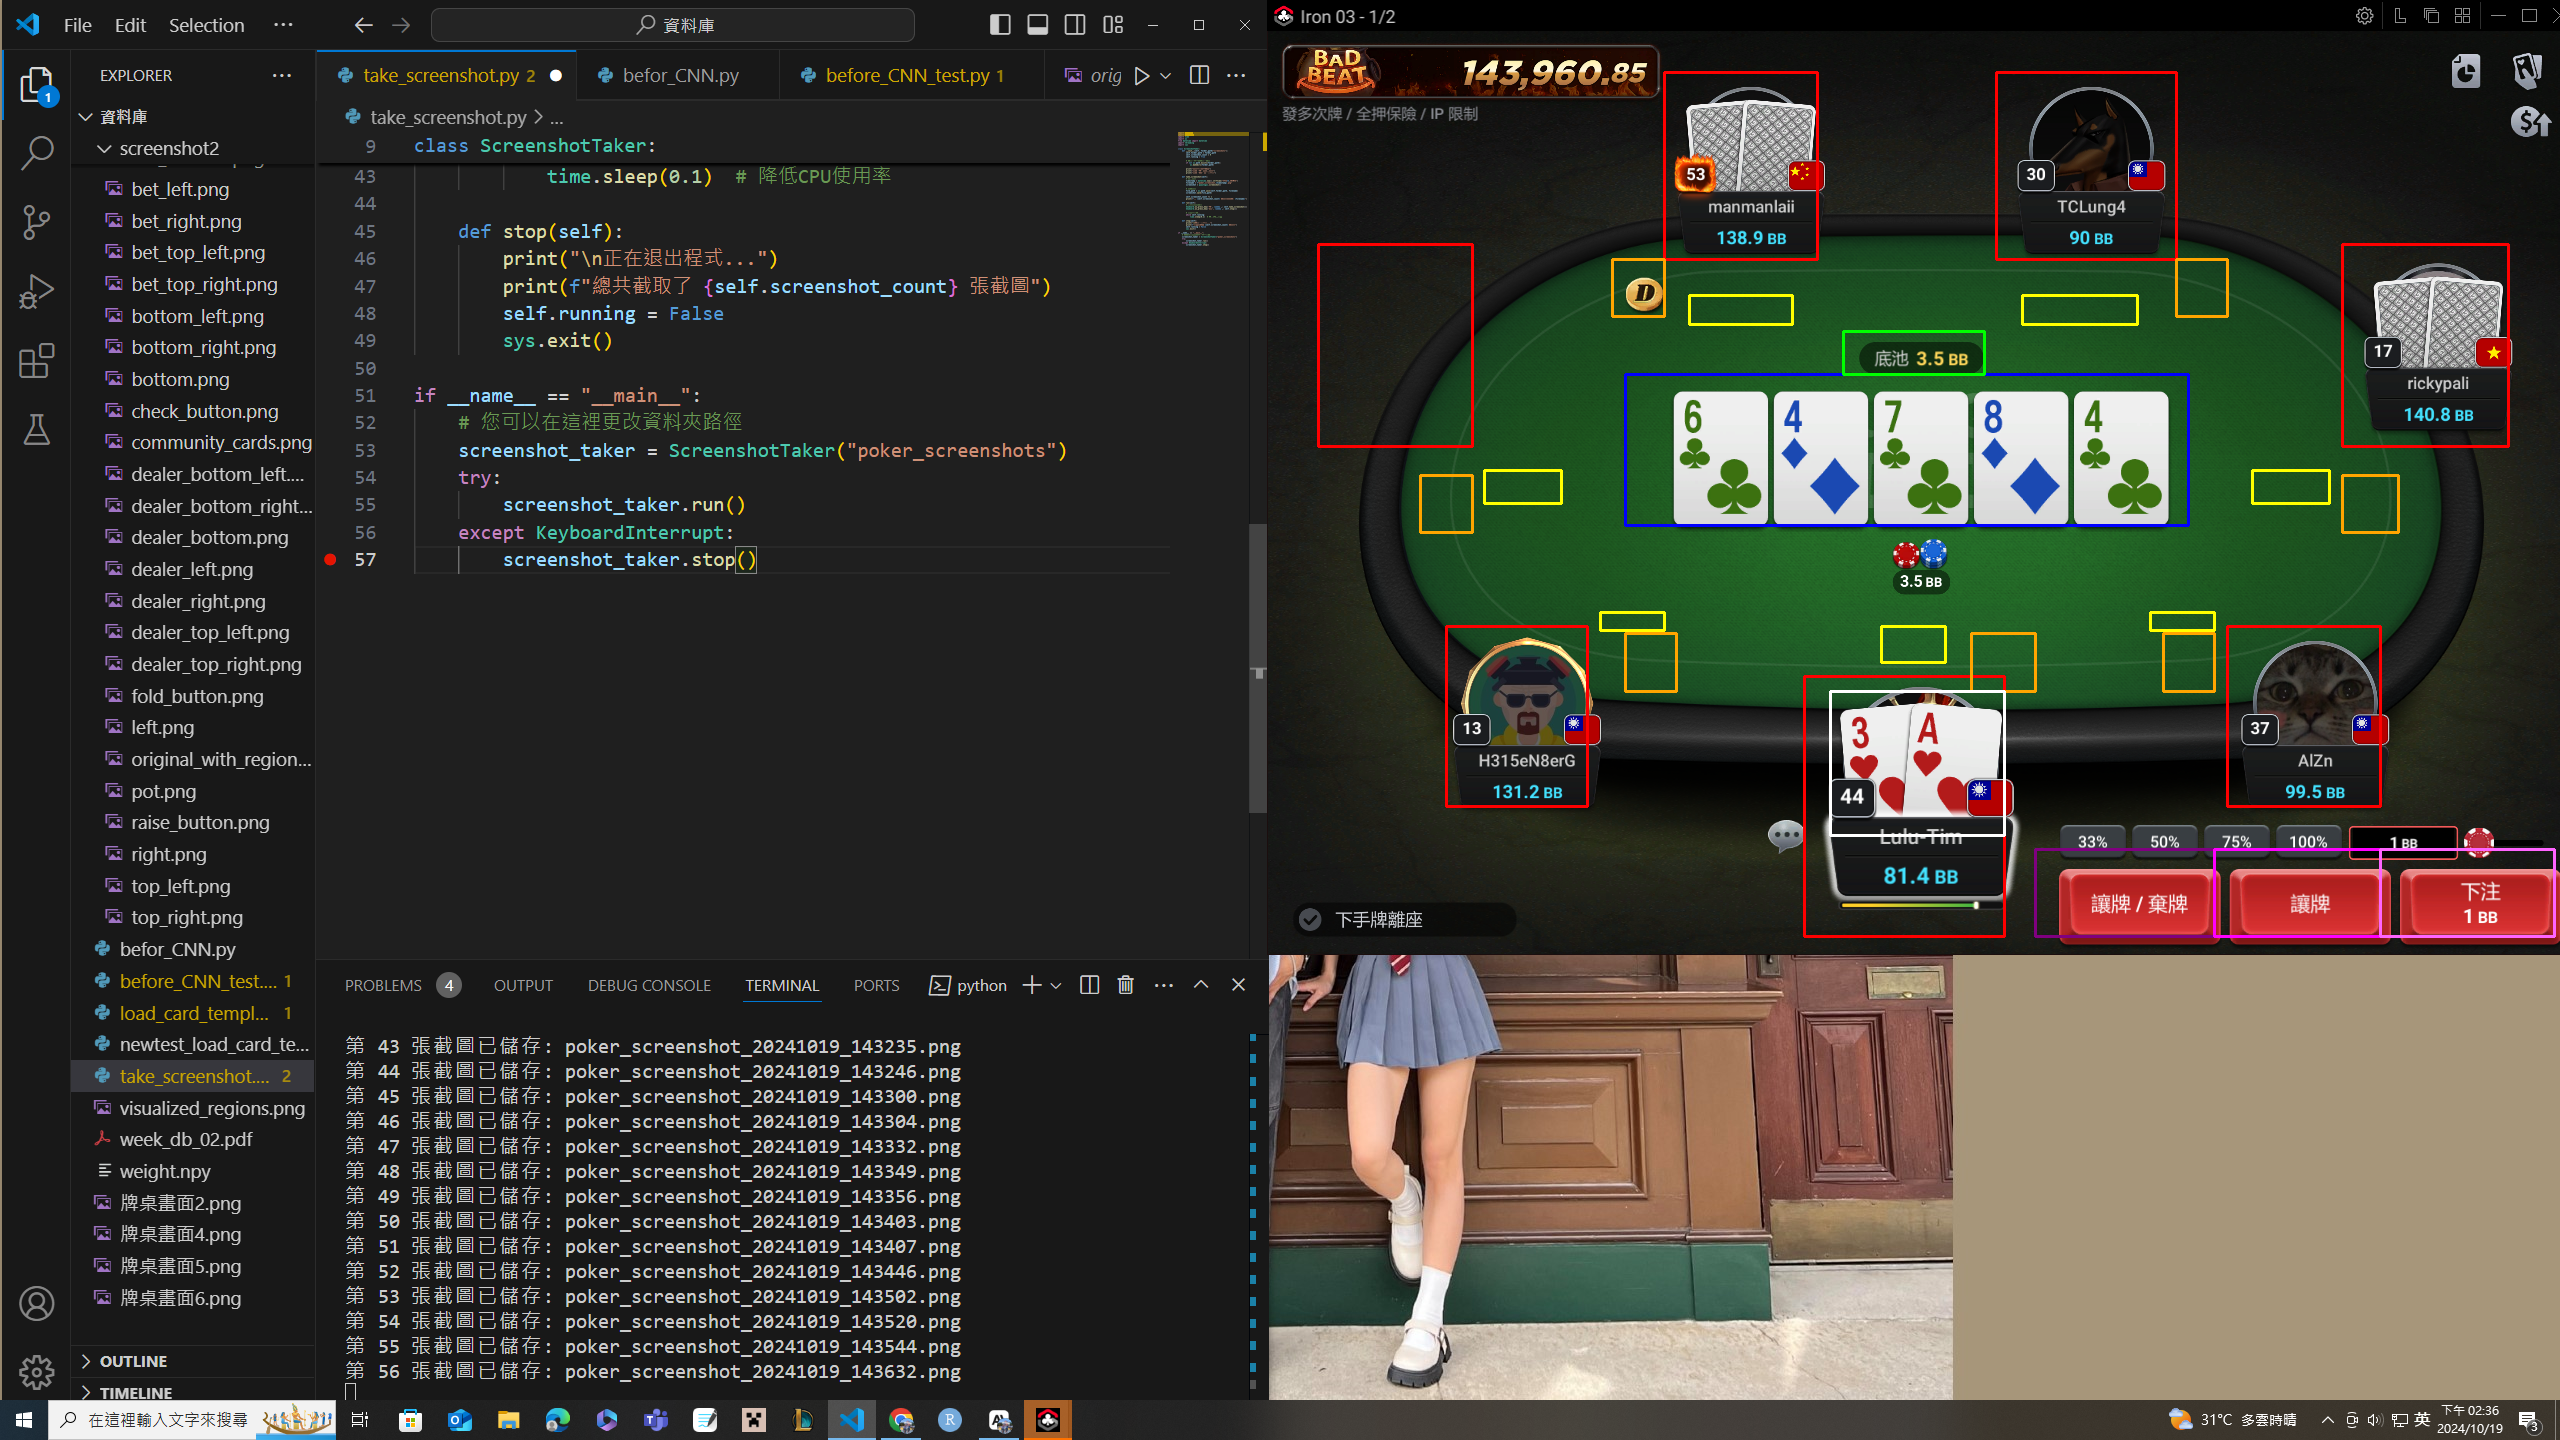 File Edit Selection ···
資料庫
EXPLORER ···
資料庫
screenshot2
bet_left.png
bet_right.png
bet_top_left.png
bet_top_right.png
bottom_left.png
bottom_right.png
bottom.png
check_button.png
community_cards.png
dealer_bottom_left....
dealer_bottom_right...
dealer_bottom.png
dealer_left.png
dealer_right.png
dealer_top_left.png
dealer_top_right.png
fold_button.png
left.png
original_with_region...
pot.png
raise_button.png
right.png
top_left.png
top_right.png
befor_CNN.py
before_CNN_test.... 1
load_card_templ... 1
newtest_load_card_te...
take_screenshot.... 2
visualized_regions.png
week_db_02.pdf
weight.npy
牌桌畫面2.png
牌桌畫面4.png
牌桌畫面5.png
牌桌畫面6.png
OUTLINE
TIMELINE
1
take_screenshot.py 2
befor_CNN.py
before_CNN_test.py 1
orig
take_screenshot.py > ...
9 class ScreenshotTaker:
43 time.sleep(0.1) # 降低CPU使用率
44
45 def stop(self):
46 print("\n正在退出程式...")
47 print(f"總共截取了 {self.screenshot_count} 張截圖")
48 self.running = False
49 sys.exit()
50
51 if __name__ == "__main__":
52 # 您可以在這裡更改資料夾路徑
53 screenshot_taker = ScreenshotTaker("poker_screenshots")
54 try:
55 screenshot_taker.run()
56 except KeyboardInterrupt:
57 screenshot_taker.stop()
PROBLEMS 4 OUTPUT DEBUG CONSOLE TERMINAL PORTS python
第 43 張截圖已儲存: poker_screenshot_20241019_143235.png
第 44 張截圖已儲存: poker_screenshot_20241019_143246.png
第 45 張截圖已儲存: poker_screenshot_20241019_143300.png
第 46 張截圖已儲存: poker_screenshot_20241019_143304.png
第 47 張截圖已儲存: poker_screenshot_20241019_143332.png
第 48 張截圖已儲存: poker_screenshot_20241019_143349.png
第 49 張截圖已儲存: poker_screenshot_20241019_143356.png
第 50 張截圖已儲存: poker_screenshot_20241019_143403.png
第 51 張截圖已儲存: poker_screenshot_20241019_143407.png
第 52 張截圖已儲存: poker_screenshot_20241019_143446.png
第 53 張截圖已儲存: poker_screenshot_20241019_143502.png
第 54 張截圖已儲存: poker_screenshot_20241019_143520.png
第 55 張截圖已儲存: poker_screenshot_20241019_143544.png
第 56 張截圖已儲存: poker_screenshot_20241019_143632.png
Iron 03 - 1/2
BAD BEAT 143,960.85
發多次牌 / 全押保險 / IP 限制
53
manmanlaii
138.9 BB
30
TCLung4
90 BB
17
rickypali
140.8 BB
D
底池 3.5 BB
6 4 7 8 4
3.5 BB
13
H315eN8erG
131.2 BB
3 A
44
Lulu-Tim
81.4 BB
37
AlZn
99.5 BB
33% 50% 75% 100% 1 BB
讓牌 / 棄牌
讓牌
下注
1 BB
下手牌離座
在這裡輸入文字來搜尋
31°C 多雲時晴
英
下午 02:36
2024/10/19
3